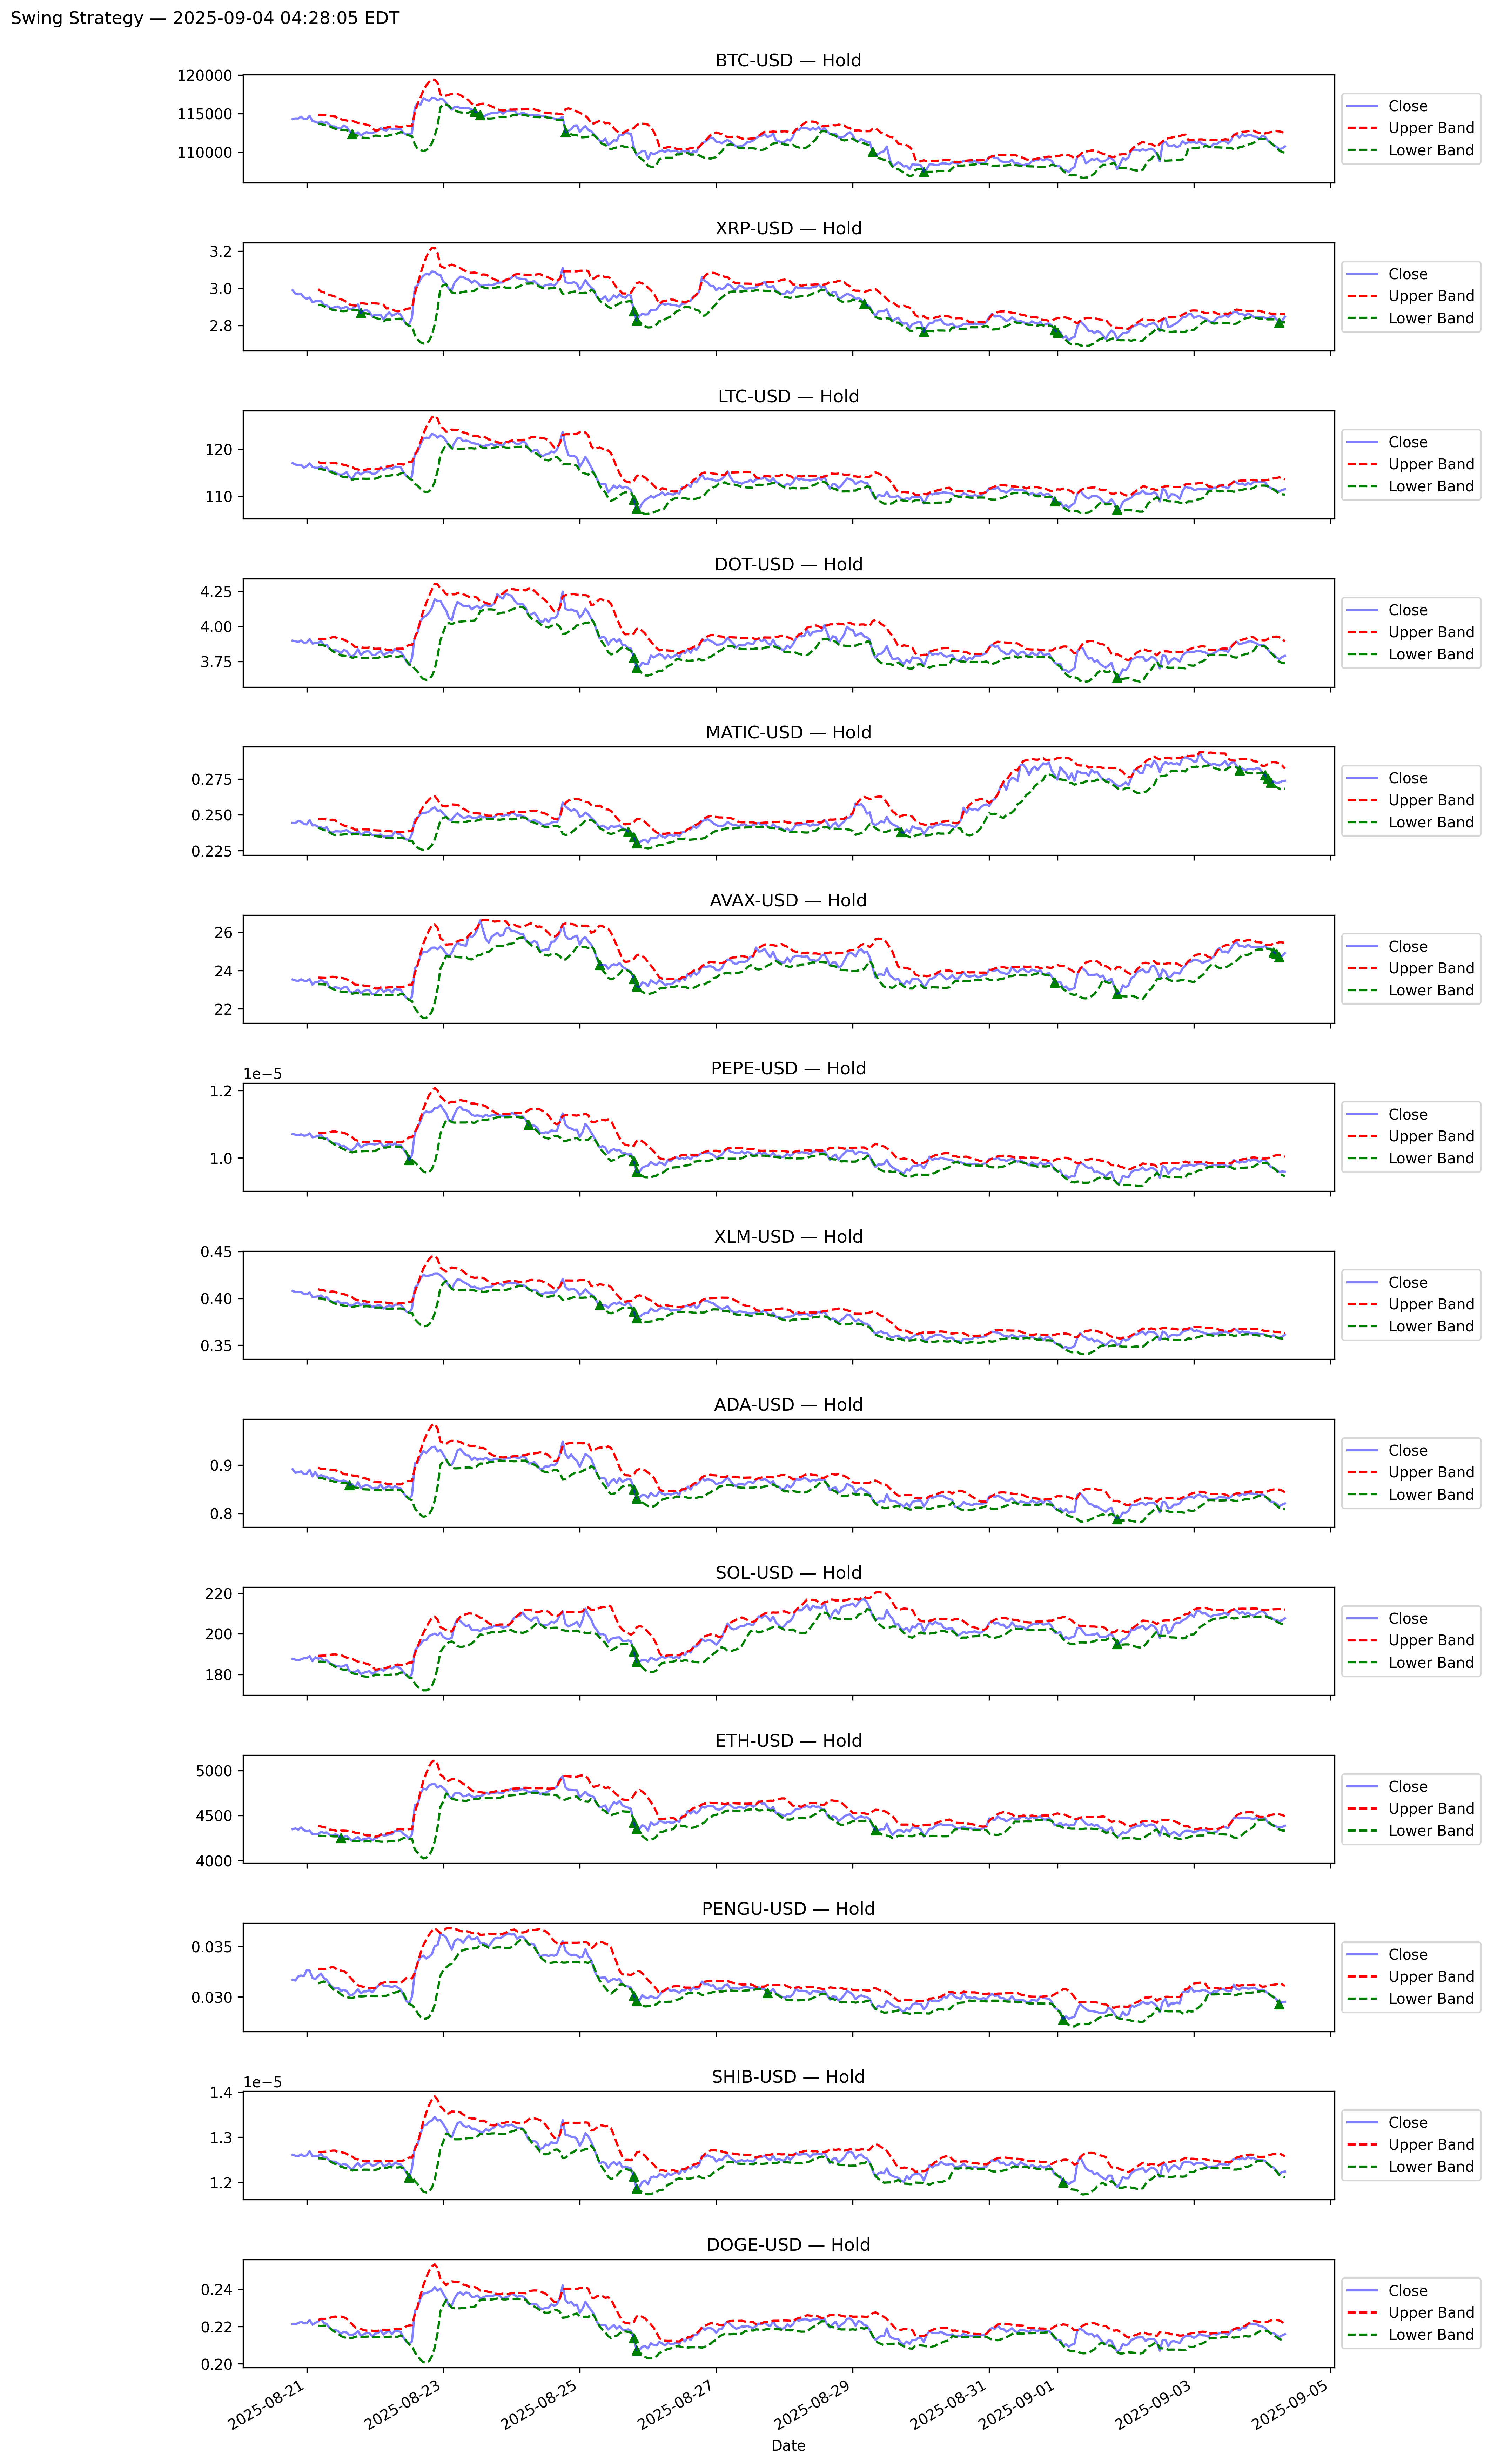 Swing Strategy — 2025-09-04 04:28:05 EDT
BTC-USD — Hold
120000
115000
110000
Close
Upper Band
Lower Band
XRP-USD — Hold
3.2
3.0
2.8
Close
Upper Band
Lower Band
LTC-USD — Hold
120
110
Close
Upper Band
Lower Band
DOT-USD — Hold
4.25
4.00
3.75
Close
Upper Band
Lower Band
MATIC-USD — Hold
0.275
0.250
0.225
Close
Upper Band
Lower Band
AVAX-USD — Hold
26
24
22
Close
Upper Band
Lower Band
PEPE-USD — Hold
1e−5
1.2
1.0
Close
Upper Band
Lower Band
XLM-USD — Hold
0.45
0.40
0.35
Close
Upper Band
Lower Band
ADA-USD — Hold
0.9
0.8
Close
Upper Band
Lower Band
SOL-USD — Hold
220
200
180
Close
Upper Band
Lower Band
ETH-USD — Hold
5000
4500
4000
Close
Upper Band
Lower Band
PENGU-USD — Hold
0.035
0.030
Close
Upper Band
Lower Band
SHIB-USD — Hold
1e−5
1.4
1.3
1.2
Close
Upper Band
Lower Band
DOGE-USD — Hold
0.24
0.22
0.20
Close
Upper Band
Lower Band
2025-08-21
2025-08-23
2025-08-25
2025-08-27
2025-08-29
2025-08-31
2025-09-01
2025-09-03
2025-09-05
Date